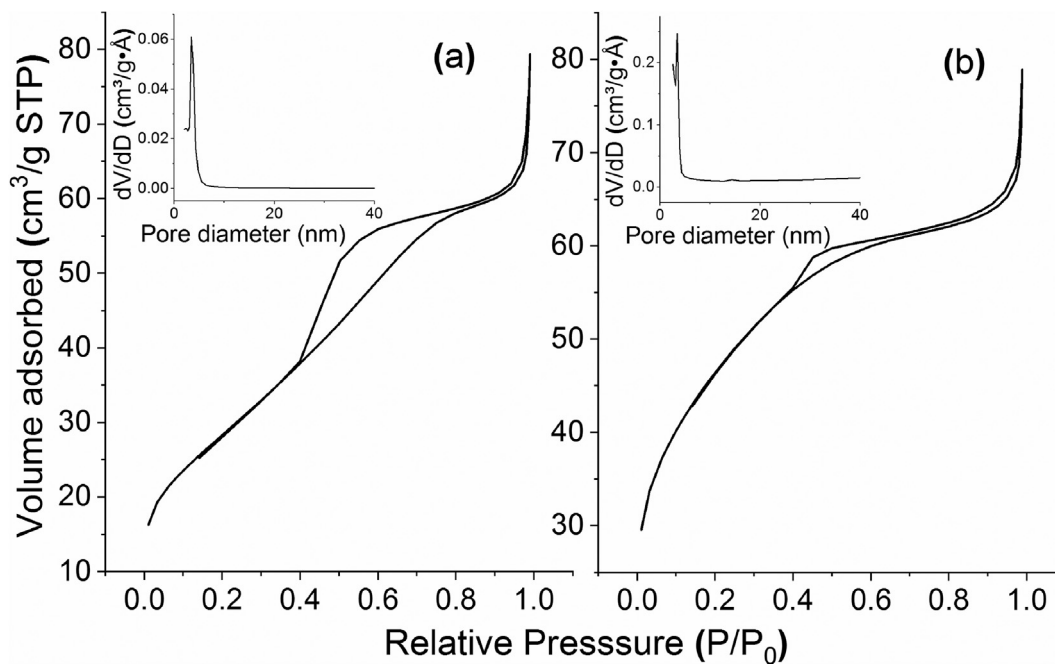 (a)
Volume adsorbed (cm³/g STP)
80
70
60
50
40
30
20
10
0.0 0.2 0.4 0.6 0.8 1.0
dV/dD (cm³/g•Å)
0.06
0.04
0.02
0.00
0 20 40
Pore diameter (nm)
(b)
80
70
60
50
40
30
0.0 0.2 0.4 0.6 0.8 1.0
dV/dD (cm³/g•Å)
0.2
0.1
0.0
0 20 40
Pore diameter (nm)
Relative Presssure (P/P₀)